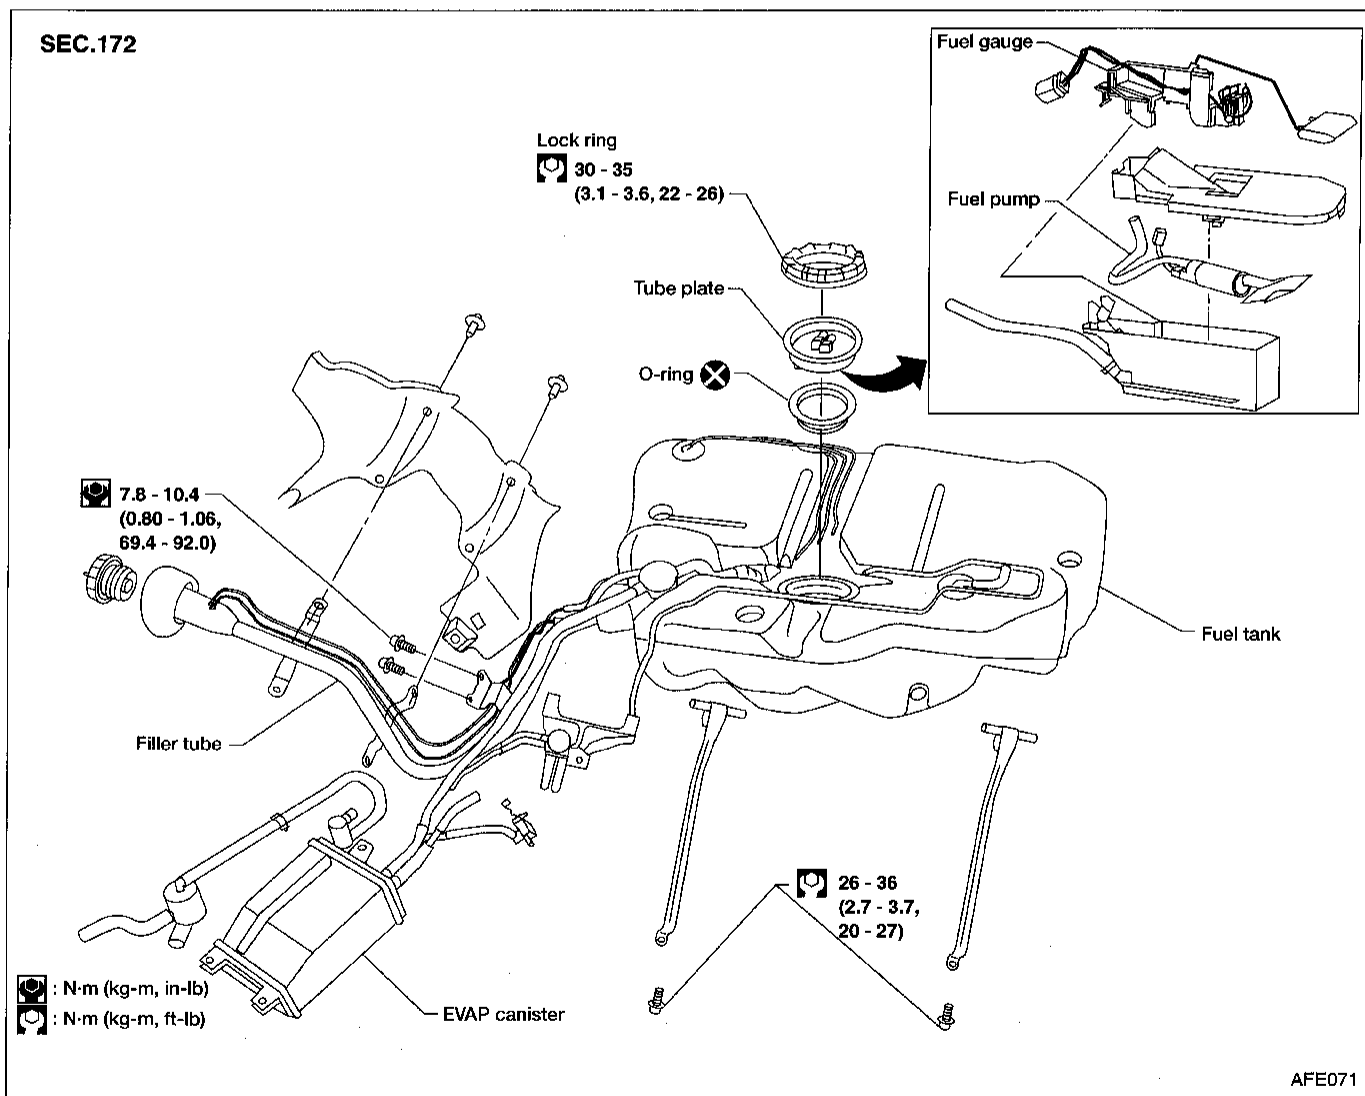 SEC.172
Fuel gauge
Fuel pump
Lock ring
30 - 35
(3.1 - 3.6, 22 - 26)
Tube plate
O-ring
7.8 - 10.4
(0.80 - 1.06,
69.4 - 92.0)
Fuel tank
Filler tube
26 - 36
(2.7 - 3.7,
20 - 27)
EVAP canister
: N·m (kg-m, in-lb)
: N·m (kg-m, ft-lb)
AFE071